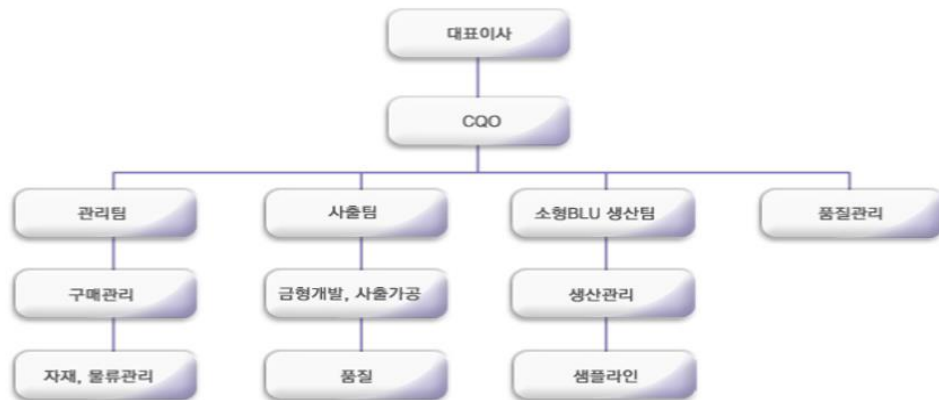 대표이사
CQO
관리팀
사출팀
소형BLU 생산팀
품질관리
구매관리
금형개발, 사출가공
생산관리
자재, 물류관리
품질
샘플라인